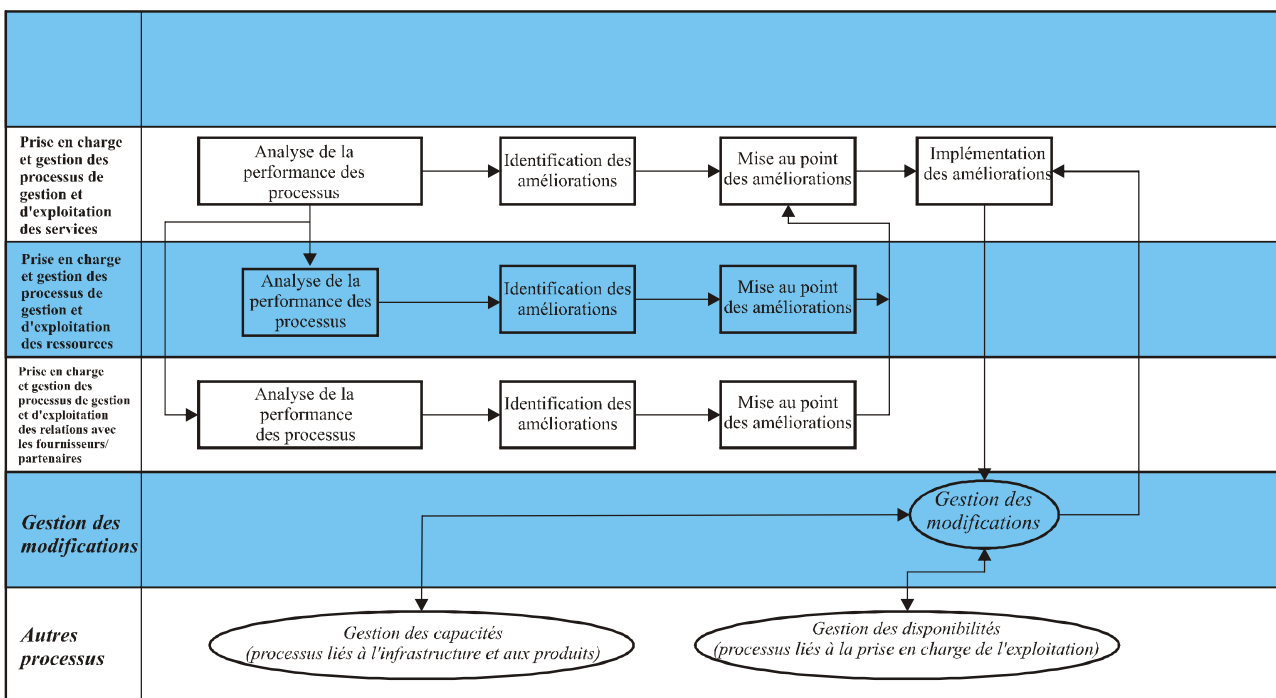 Prise en charge
et gestion des
processus de
gestion et
d'exploitation
des services
Analyse de la
performance des
processus
Identification des
améliorations
Mise au point
des améliorations
Implémentation
des améliorations
Prise en charge
et gestion des
processus de
gestion et
d'exploitation
des ressources
Analyse de la
performance des
processus
Identification des
améliorations
Mise au point
des améliorations
Prise en charge
et gestion des
processus de gestion
et d'exploitation
des relations avec
les fournisseurs/
partenaires
Analyse de la
performance
des processus
Identification des
améliorations
Mise au point
des améliorations
Gestion des
modifications
Gestion des
modifications
Autres
processus
Gestion des capacités
(processus liés à l'infrastructure et aux produits)
Gestion des disponibilités
(processus liés à la prise en charge de l'exploitation)